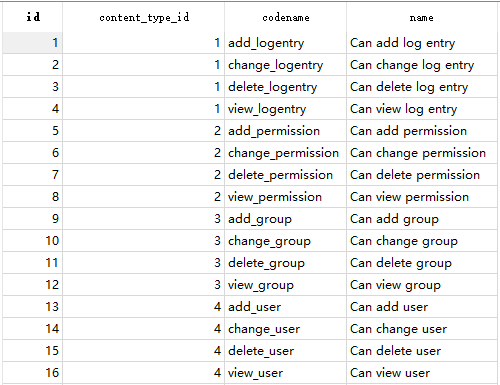 id content_type_id codename name
1 1 add_logentry Can add log entry
2 1 change_logentry Can change log entry
3 1 delete_logentry Can delete log entry
4 1 view_logentry Can view log entry
5 2 add_permission Can add permission
6 2 change_permission Can change permission
7 2 delete_permission Can delete permission
8 2 view_permission Can view permission
9 3 add_group Can add group
10 3 change_group Can change group
11 3 delete_group Can delete group
12 3 view_group Can view group
13 4 add_user Can add user
14 4 change_user Can change user
15 4 delete_user Can delete user
16 4 view_user Can view user